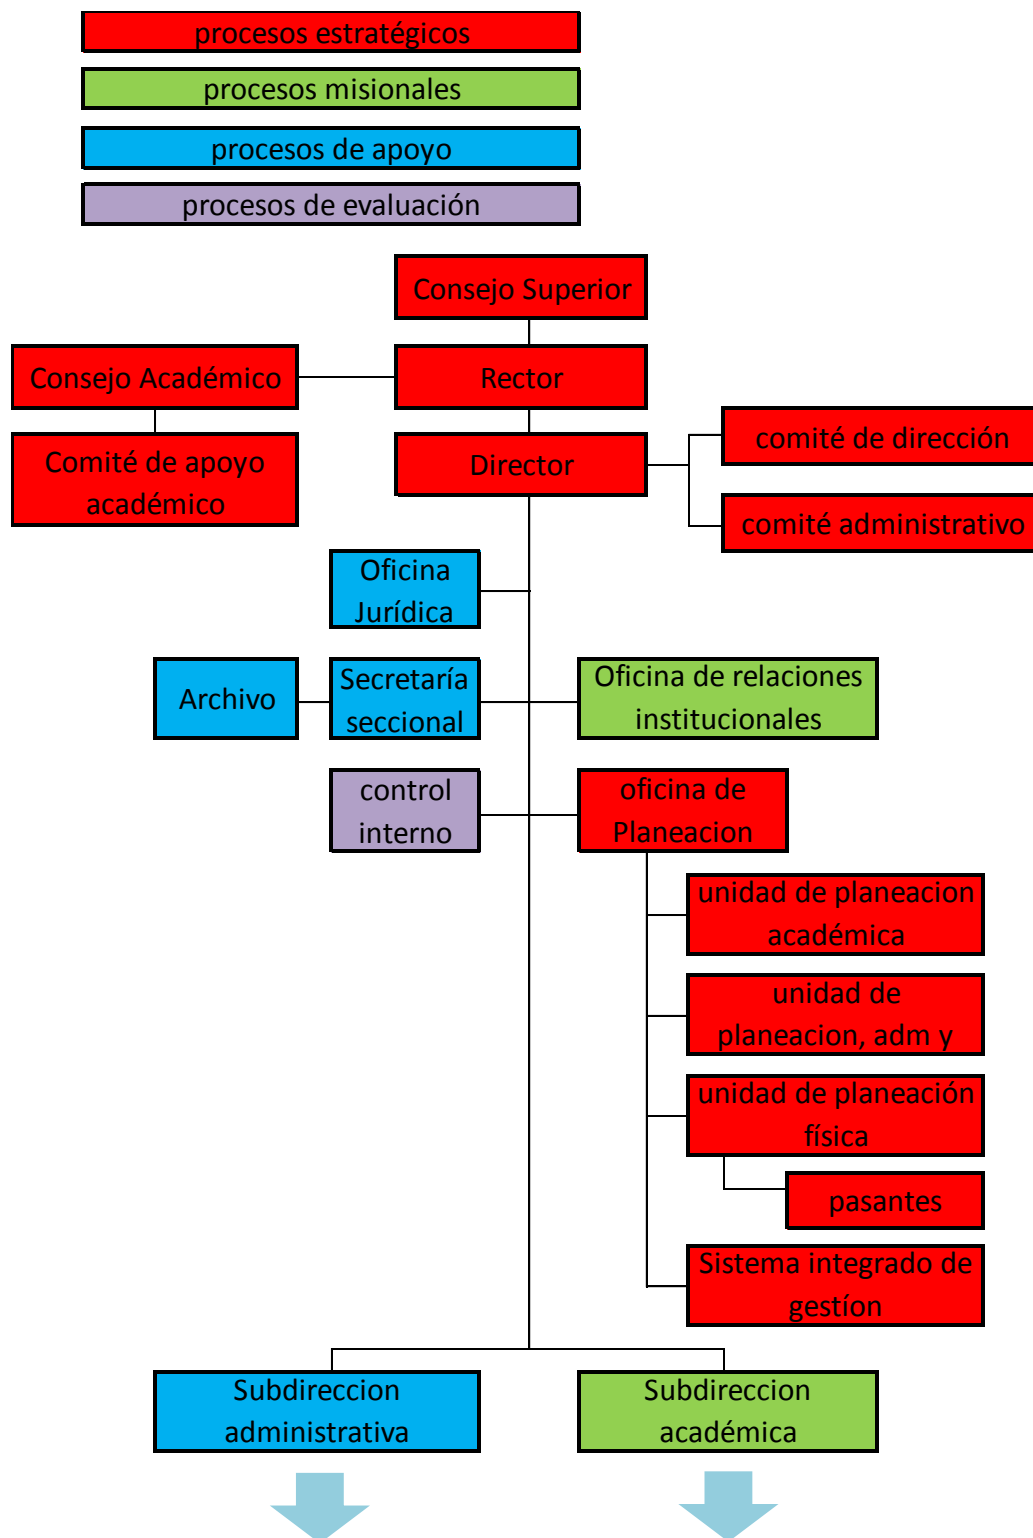 procesos estratégicos
procesos misionales
procesos de apoyo
procesos de evaluación
Consejo Superior
Consejo Académico
Rector
Comité de apoyo
académico
Director
comité de dirección
comité administrativo
Oficina
Jurídica
Archivo
Secretaría
seccional
Oficina de relaciones
institucionales
control
interno
oficina de
Planeacion
unidad de planeacion
académica
unidad de
planeacion, adm y
unidad de planeación
física
pasantes
Sistema integrado de
gestíon
Subdireccion
administrativa
Subdireccion
académica